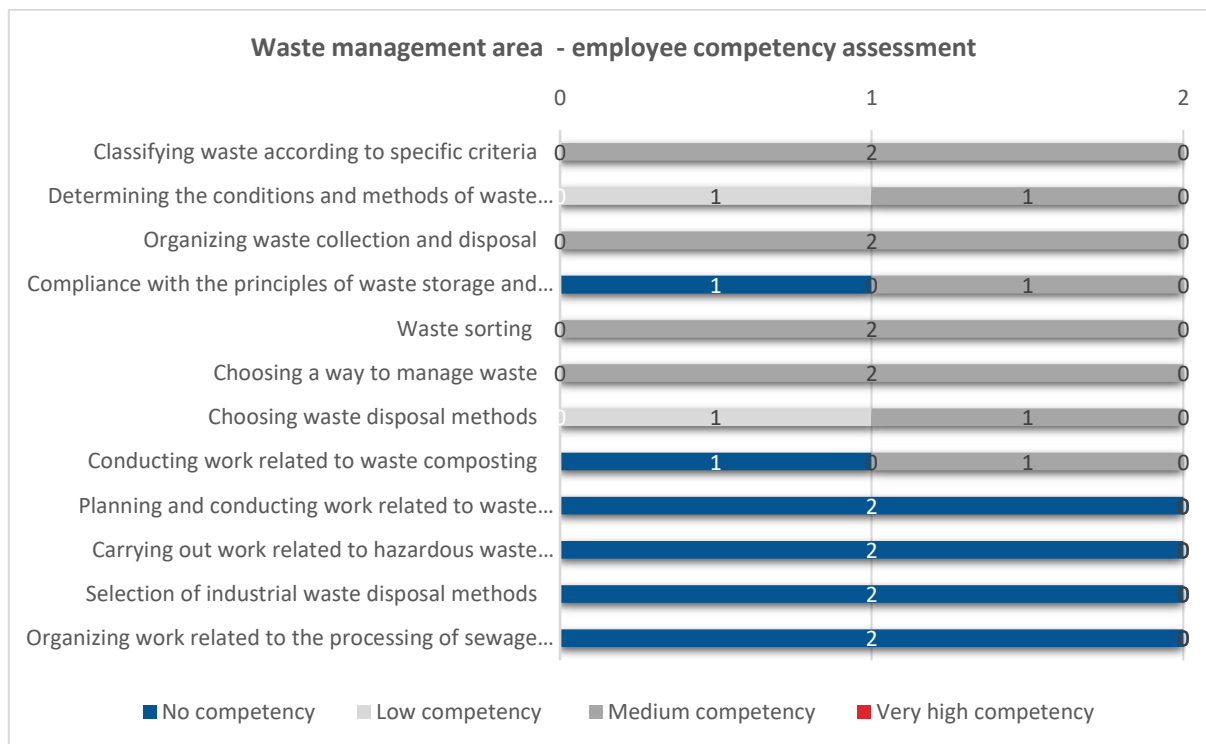 Waste management area - employee competency assessment
0 1 2
Classifying waste according to specific criteria 0 2 0
Determining the conditions and methods of waste... 0 1 1 0
Organizing waste collection and disposal 0 2 0
Compliance with the principles of waste storage and... 1 0 1 0
Waste sorting 0 2 0
Choosing a way to manage waste 0 2 0
Choosing waste disposal methods 0 1 1 0
Conducting work related to waste composting 1 0 1 0
Planning and conducting work related to waste... 2 0
Carrying out work related to hazardous waste... 2 0
Selection of industrial waste disposal methods 2 0
Organizing work related to the processing of sewage... 2 0
No competency Low competency Medium competency Very high competency